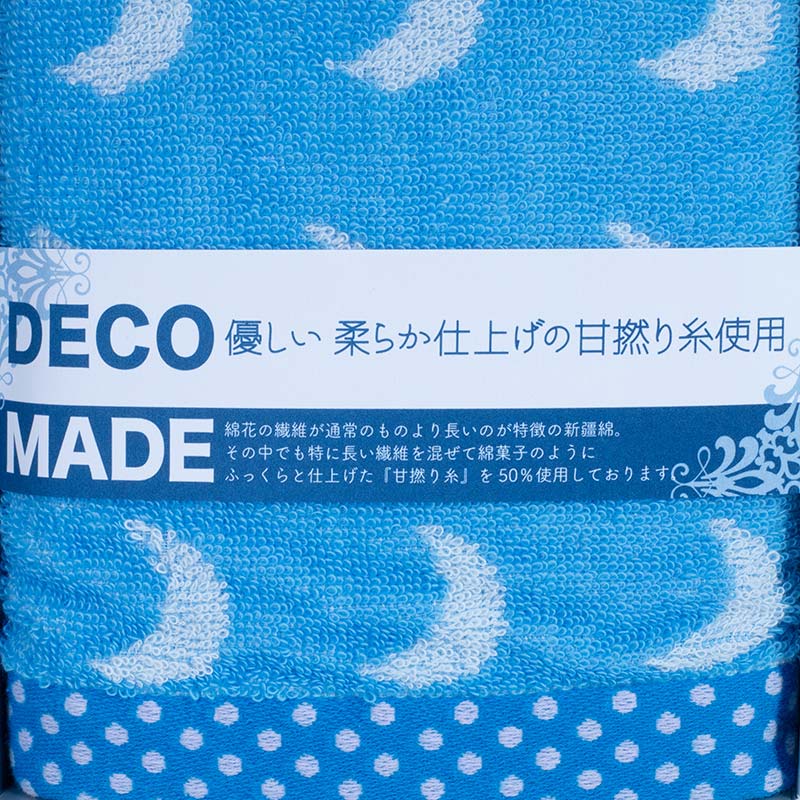 DECO 優しい 柔らか仕上げの甘撚り糸使用
MADE
綿花の繊維が通常のものより長いのが特徴の新疆綿。
その中でも特に長い繊維を混ぜて綿菓子のように
ふっくらと仕上げた『甘撚り糸』を50%使用しております